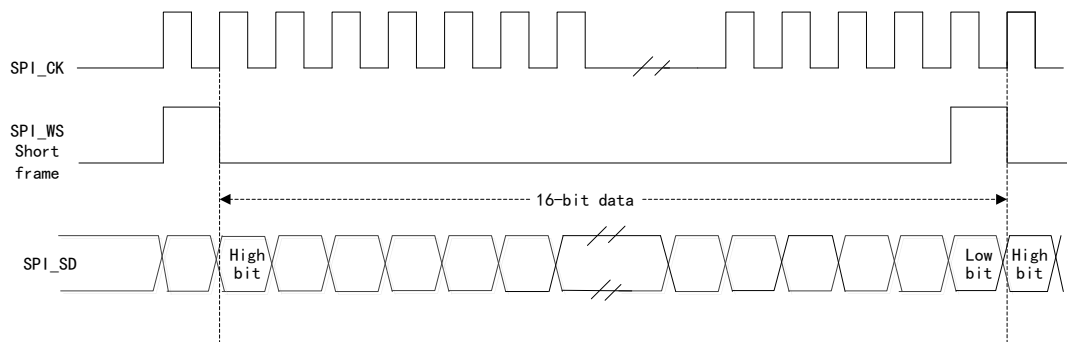 SPI_CK
SPI_WS
Short
frame
16-bit data
SPI_SD
High
bit
Low
bit
High
bit